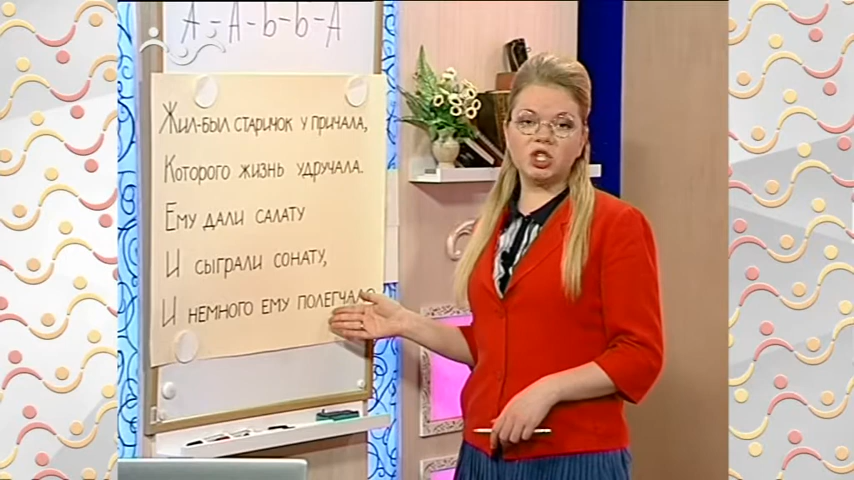 А-А-Ь-Ь-А
Жил-был старичок у причала,
Которого жизнь удручала.
Ему дали салату
И сыграли сонату,
И немного ему полегчало